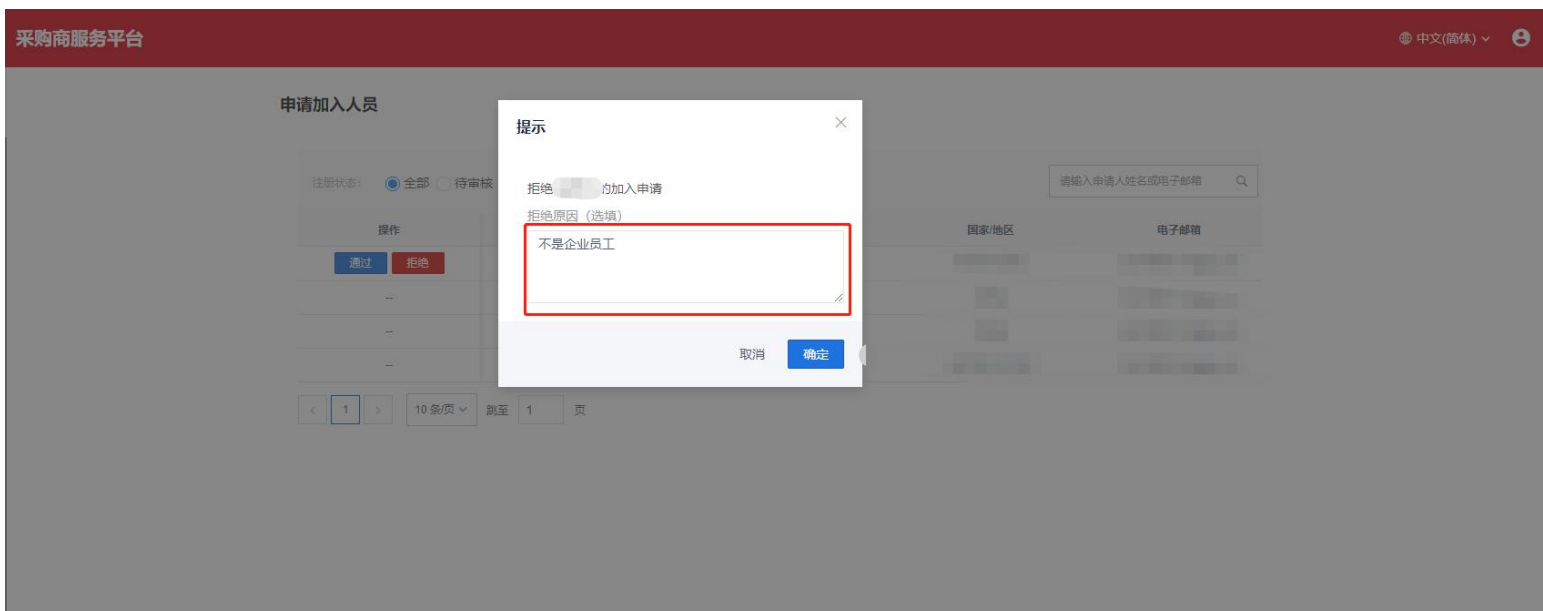 采购商服务平台
中文(简体)
申请加入人员
提示
注册状态： 全部 待审核
请输入申请人姓名或电子邮箱
拒绝 的加入申请
拒绝原因（选填）
不是企业员工
操作 国家/地区 电子邮箱
通过 拒绝
--
--
--
取消 确定
< 1 > 10 条/页 跳至 1 页